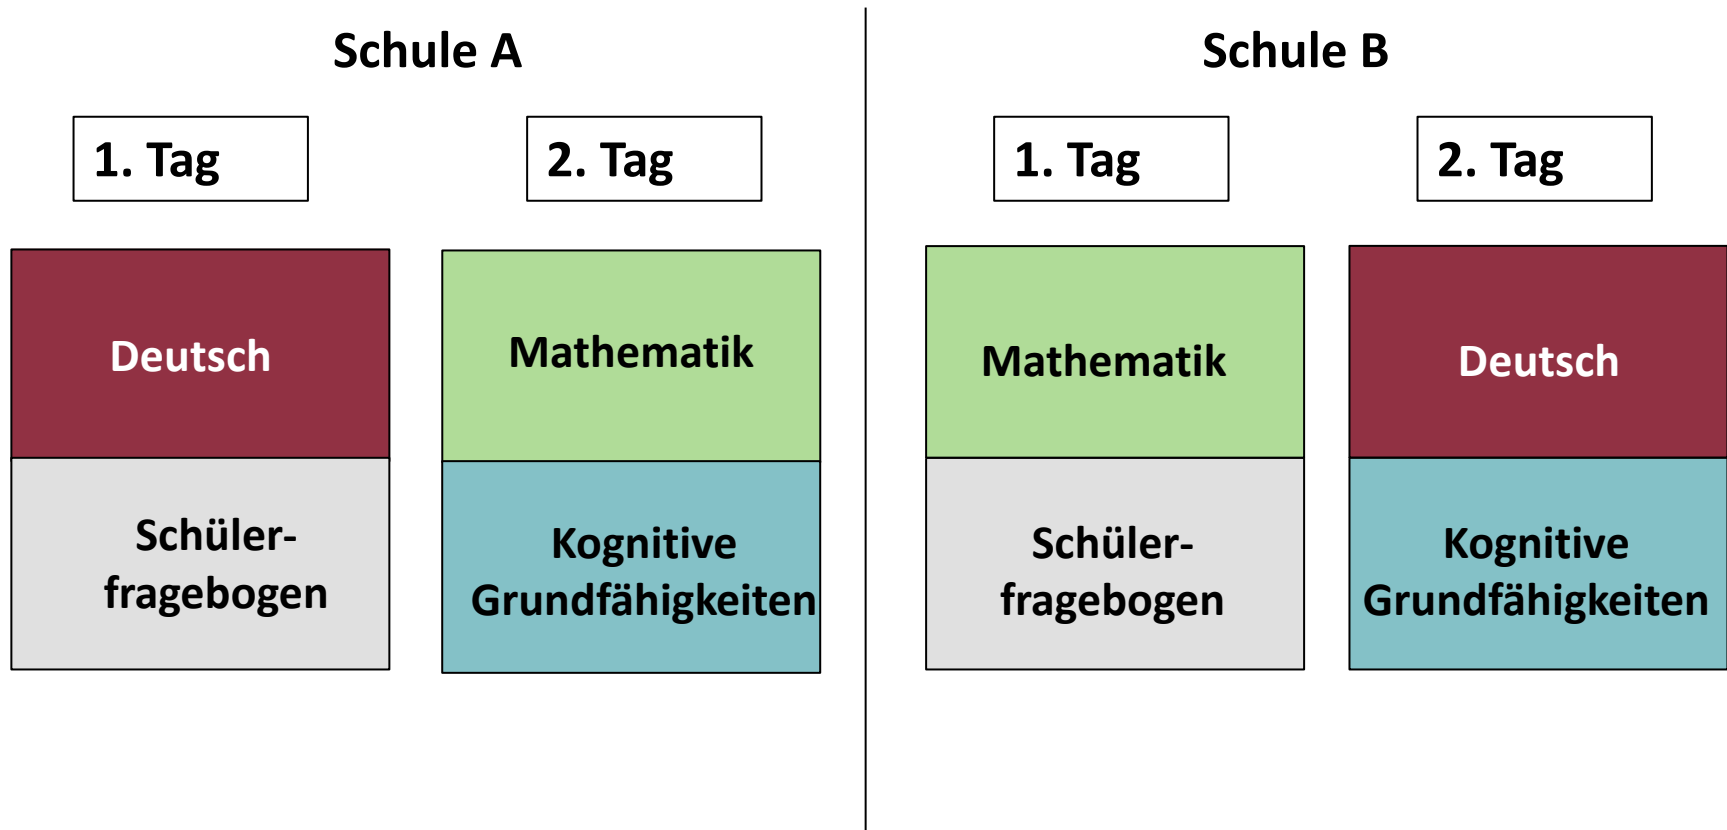 Schule A
1. Tag
2. Tag
Deutsch
Mathematik
Schüler-
fragebogen
Kognitive
Grundfähigkeiten
Schule B
1. Tag
2. Tag
Mathematik
Deutsch
Schüler-
fragebogen
Kognitive
Grundfähigkeiten